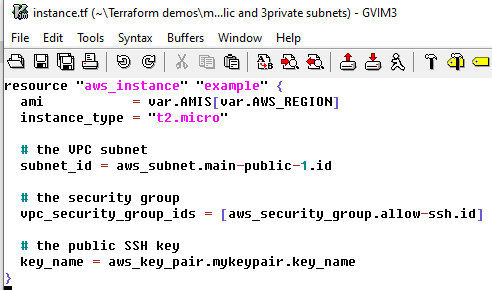 instance.tf (~\Terraform demos\m...lic and 3private subnets) - GVIM3
File Edit Tools Syntax Buffers Window Help
resource "aws_instance" "example" {
  ami           = var.AMIS[var.AWS_REGION]
  instance_type = "t2.micro"
  # the VPC subnet
  subnet_id = aws_subnet.main-public-1.id
  # the security group
  vpc_security_group_ids = [aws_security_group.allow-ssh.id]
  # the public SSH key
  key_name = aws_key_pair.mykeypair.key_name
}